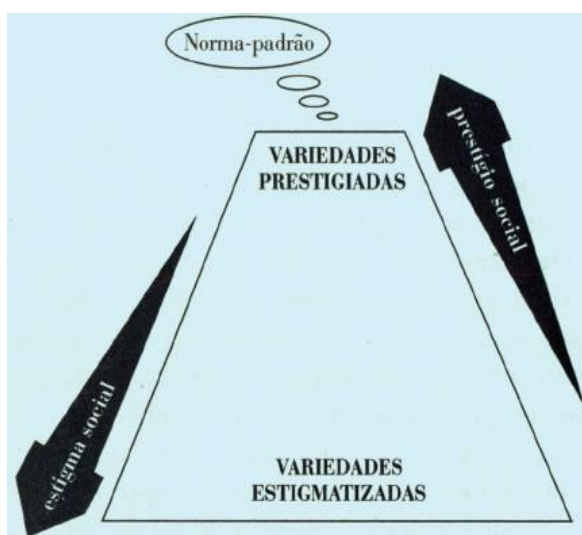 Norma-padrão
VARIEDADES
PRESTIGIADAS
prestígio social
estigma social
VARIEDADES
ESTIGMATIZADAS